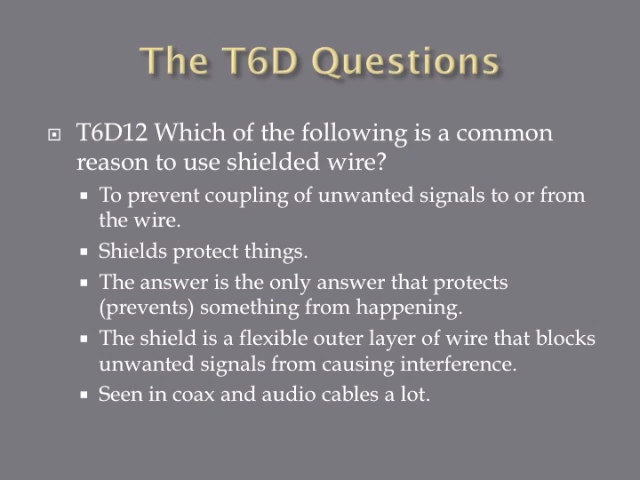 The T6D Questions
T6D12 Which of the following is a common
reason to use shielded wire?
To prevent coupling of unwanted signals to or from
the wire.
Shields protect things.
The answer is the only answer that protects
(prevents) something from happening.
The shield is a flexible outer layer of wire that blocks
unwanted signals from causing interference.
Seen in coax and audio cables a lot.